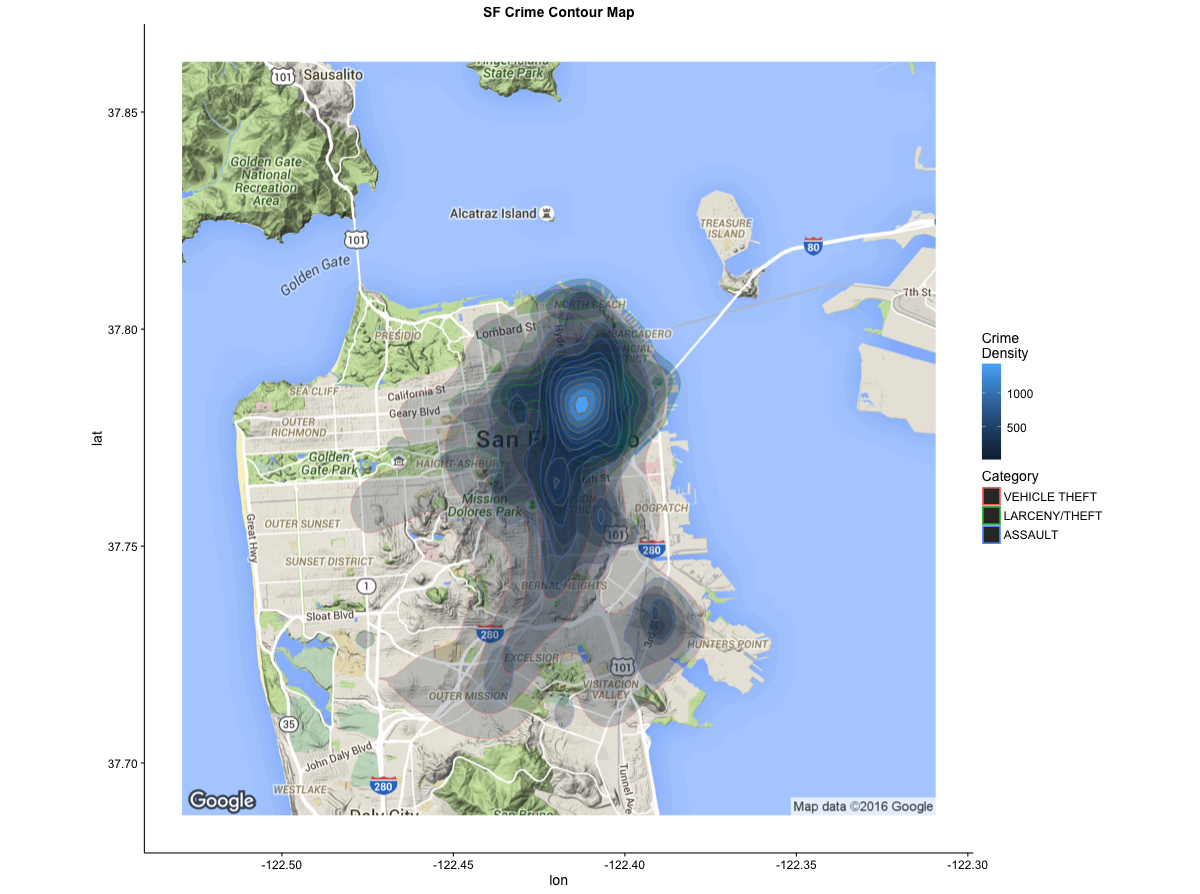 SF Crime Contour Map
State Park
101
Sausalito
37.85
Golden Gate
National
Recreation
Area
Alcatraz Island
TREASURE
ISLAND
101
80
Golden Gate
7th St
NORTH BEACH
37.80
Lombard St
Hyde
PRESIDIO
Crime
Density
1000
500
SEA CLIFF
California St
Geary Blvd
OUTER
RICHMOND
lat
San Fr o
Golden
Gate Park
HAIGHT-ASHBURY
16th St
Category
VEHICLE THEFT
LARCENY/THEFT
ASSAULT
Mission
Dolores Park
DOGPATCH
OUTER SUNSET
Great Hwy
101
37.75
280
SUNSET DISTRICT
1
BERNAL HEIGHTS
Sloat Blvd
280
3rd St
HUNTERS POINT
EXCELSIOR
101
OUTER MISSION
VISITACION
VALLEY
35
John Daly Blvd
37.70
280
Tunnel Ave
WESTLAKE
Google
Map data ©2016 Google
Daly City
San Bruno
-122.50
-122.45
-122.40
-122.35
-122.30
lon